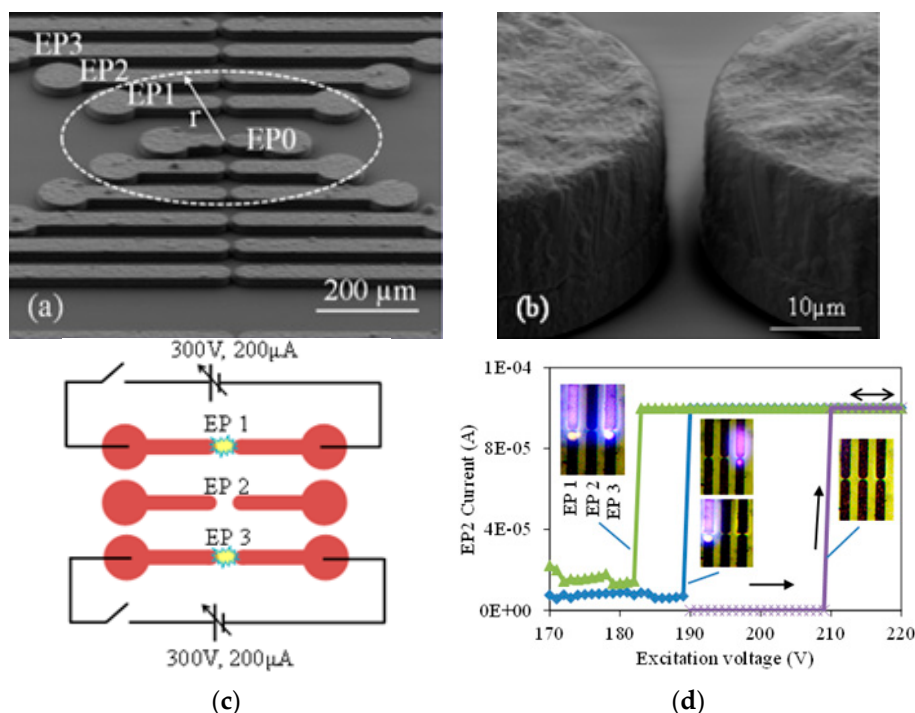 EP3
EP2
EP1
r
EP0
(a)
200 µm
(b)
10µm
300V, 200µA
EP 1
EP 2
EP 3
300V, 200µA
(c)
1E-04
8E-05
4E-05
0E+00
EP2 Current (A)
EP 1
EP 2
EP 3
170
180
190
200
210
220
Excitation voltage (V)
(d)